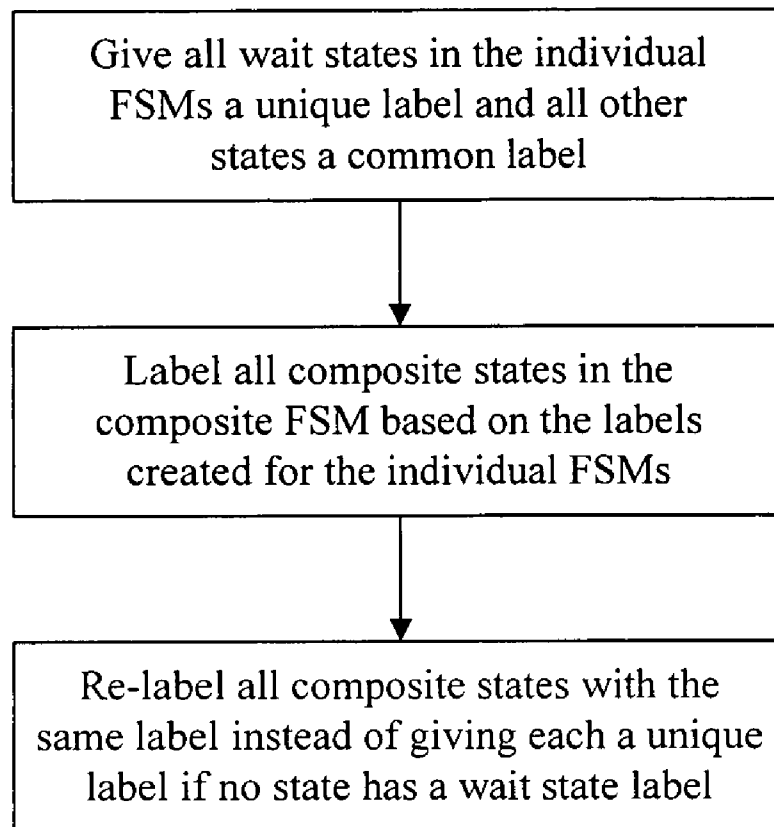 Give all wait states in the individual
FSMs a unique label and all other
states a common label
Label all composite states in the
composite FSM based on the labels
created for the individual FSMs
Re-label all composite states with the
same label instead of giving each a unique
label if no state has a wait state label